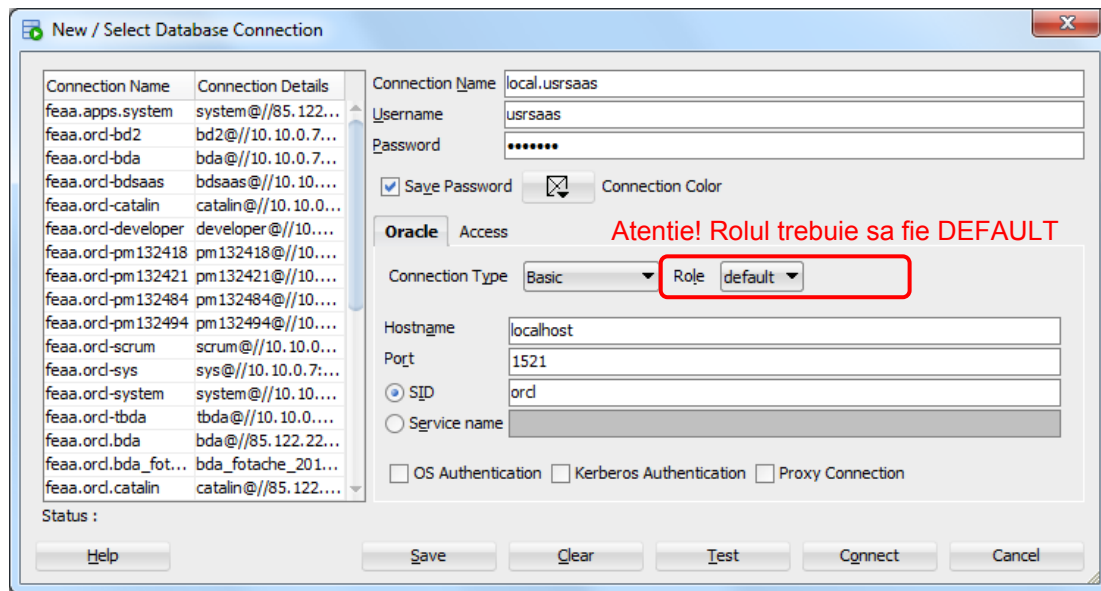 New / Select Database Connection
Connection Name Connection Details
feaa.apps.system system@//85.122...
feaa.orcl-bd2 bd2@//10.10.0.7...
feaa.orcl-bda bda@//10.10.0.7...
feaa.orcl-bdsaas bdsaas@//10.10....
feaa.orcl-catalin catalin@//10.10.0...
feaa.orcl-developer developer@//10....
feaa.orcl-pm132418 pm132418@//10....
feaa.orcl-pm132421 pm132421@//10....
feaa.orcl-pm132484 pm132484@//10....
feaa.orcl-pm132494 pm132494@//10....
feaa.orcl-scrum scrum@//10.10.0...
feaa.orcl-sys sys@//10.10.0.7:...
feaa.orcl-system system@//10.10....
feaa.orcl-tbda tbda@//10.10.0....
feaa.orcl.bda bda@//85.122.22...
feaa.orcl.bda_fot... bda_fotache_201...
feaa.orcl.catalin catalin@//85.122....
Connection Name local.usrsaas
Username usrsaas
Password •••••••
Save Password Connection Color
Oracle Access
Atentie! Rolul trebuie sa fie DEFAULT
Connection Type Basic Role default
Hostname localhost
Port 1521
SID orcl
Service name
OS Authentication Kerberos Authentication Proxy Connection
Status :
Help Save Clear Test Connect Cancel